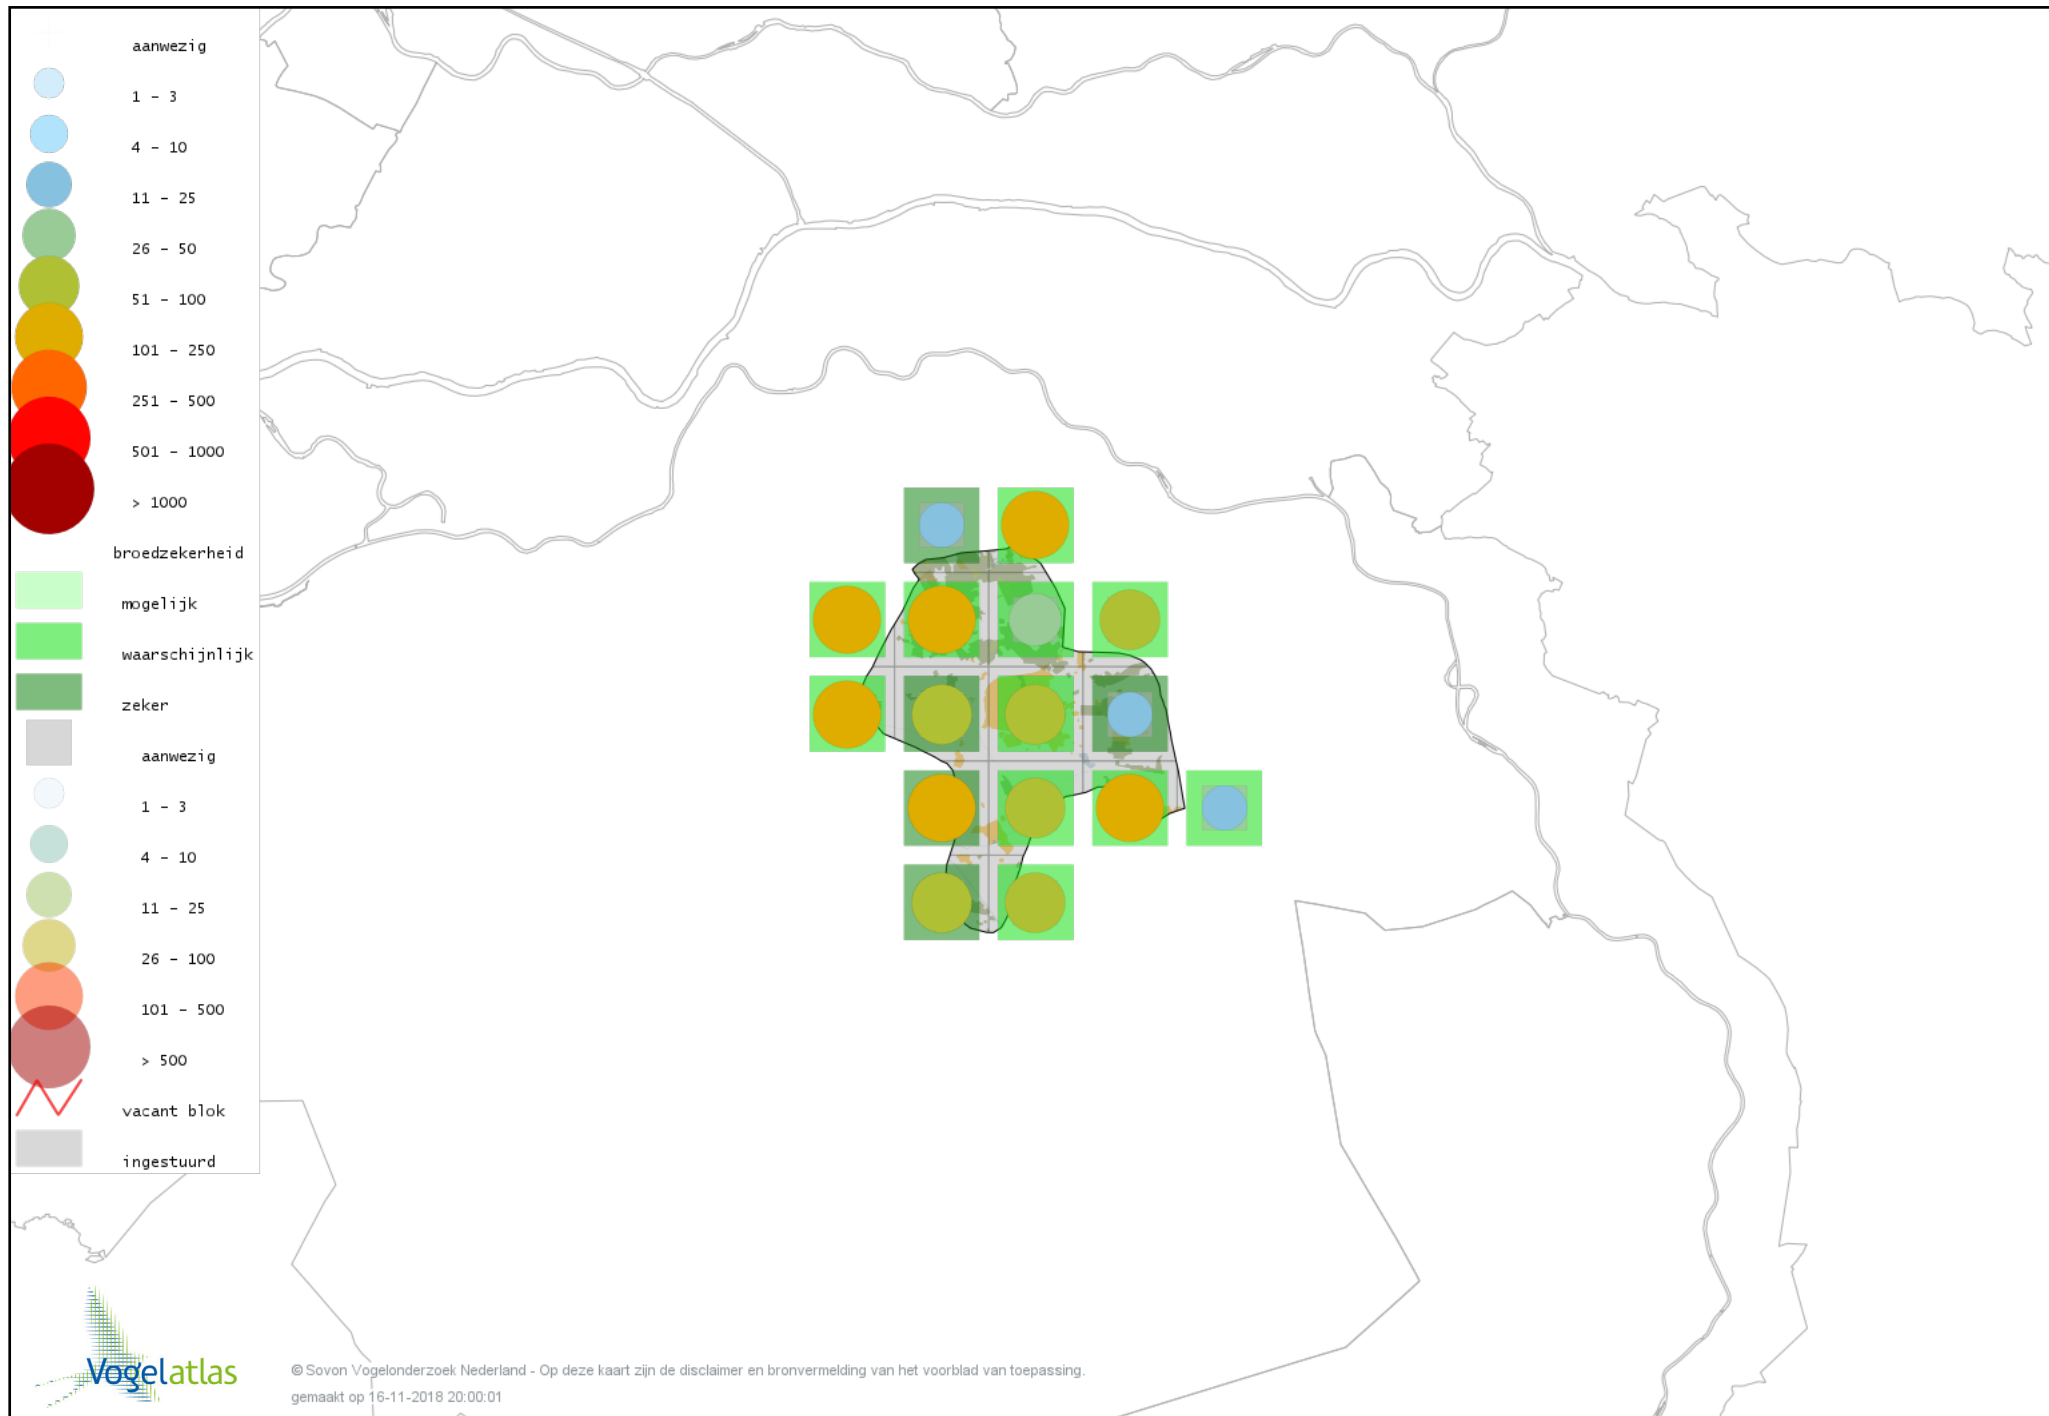 aanwezig
1 - 3
4 - 10
11 - 25
26 - 50
51 - 100
101 - 250
251 - 500
501 - 1000
> 1000
broedzekerheid
mogelijk
waarschijnlijk
zeker
aanwezig
1 - 3
4 - 10
11 - 25
26 - 100
101 - 500
> 500
vacant blok
ingestuurd
Vogelatlas
© Sovon Vogelonderzoek Nederland - Op deze kaart zijn de disclaimer en bronvermelding van het voorblad van toepassing.
gemaakt op 16-11-2018 20:00:01